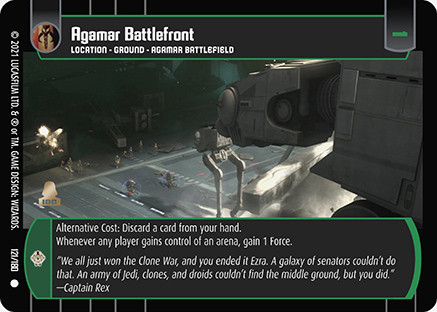 Agamar Battlefront
LOCATION - GROUND - AGAMAR BATTLEFIELD
Alternative Cost: Discard a card from your hand.
Whenever any player gains control of an arena, gain 1 Force.
"We all just won the Clone War, and you ended it Ezra. A galaxy of senators couldn't do
that. An army of Jedi, clones, and droids couldn't find the middle ground, but you did."
—Captain Rex
© 2021 LUCASFILM LTD. & ® OR TM. GAME DESIGN: WIZARDS.